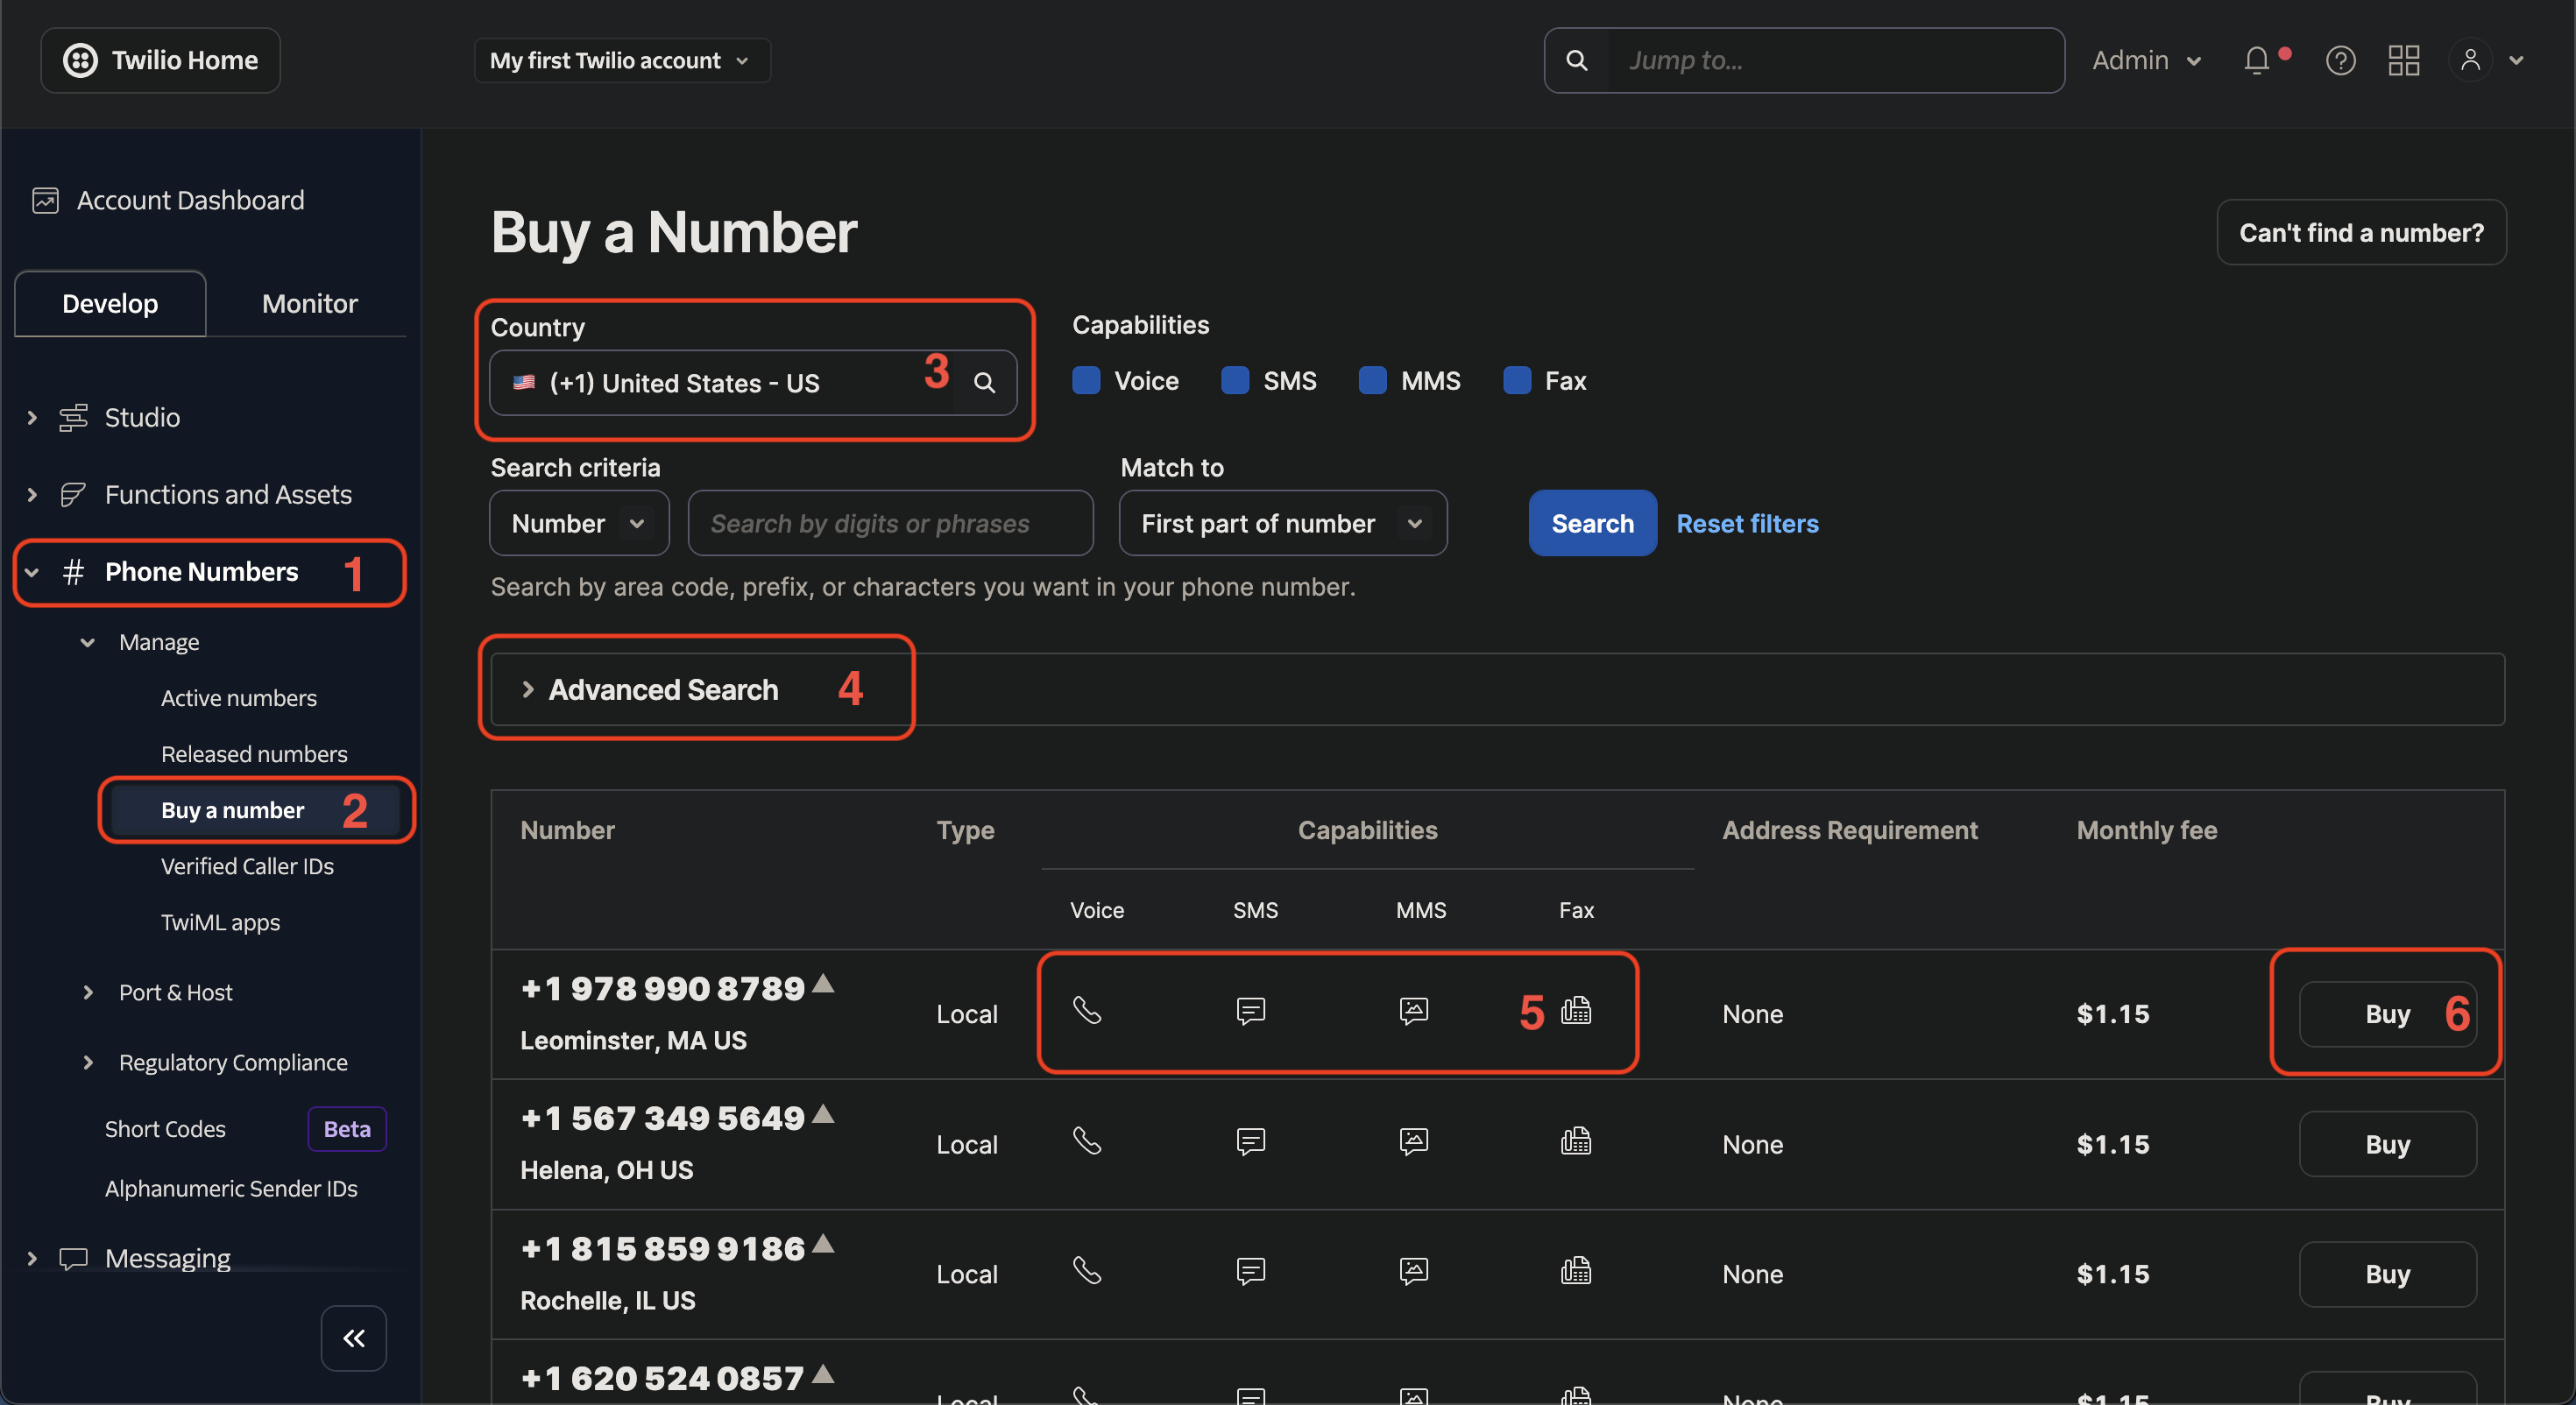 Twilio Home
My first Twilio account
Jump to...
Admin
Account Dashboard
Develop
Monitor
Studio
Functions and Assets
Phone Numbers 1
Manage
Active numbers
Released numbers
Buy a number 2
Verified Caller IDs
TwiML apps
Port & Host
Regulatory Compliance
Short Codes
Beta
Alphanumeric Sender IDs
Messaging
Buy a Number
Can't find a number?
Country
(+1) United States - US 3
Capabilities
Voice
SMS
MMS
Fax
Search criteria
Number
Search by digits or phrases
Match to
First part of number
Search
Reset filters
Search by area code, prefix, or characters you want in your phone number.
Advanced Search 4
Number
Type
Capabilities
Address Requirement
Monthly fee
Voice
SMS
MMS
Fax
+1 978 990 8789
Leominster, MA US
Local
5
None
$1.15
Buy 6
+1 567 349 5649
Helena, OH US
Local
None
$1.15
Buy
+1 815 859 9186
Rochelle, IL US
Local
None
$1.15
Buy
+1 620 524 0857
Local
None
$1.15
Buy